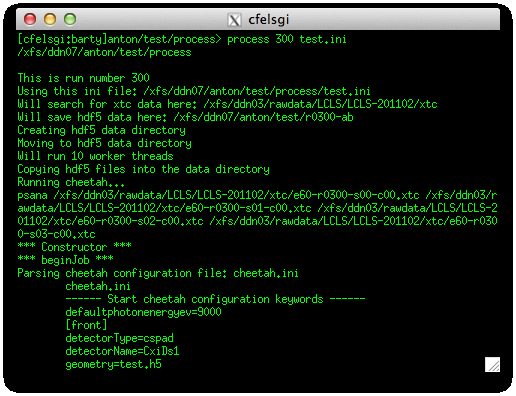 cfelsgi
[cfelsgi:barty]anton/test/process> process 300 test.ini
/xfs/ddn07/anton/test/process
This is run number 300
Using this ini file: /xfs/ddn07/anton/test/process/test.ini
Will search for xtc data here: /xfs/ddn03/rawdata/LCLS/LCLS-201102/xtc
Will save hdf5 data here: /xfs/ddn07/anton/test/r0300-ab
Creating hdf5 data directory
Moving to hdf5 data directory
Will run 10 worker threads
Copying hdf5 files into the data directory
Running cheetah...
psana /xfs/ddn03/rawdata/LCLS/LCLS-201102/xtc/e60-r0300-s00-c00.xtc /xfs/ddn03/r
awdata/LCLS/LCLS-201102/xtc/e60-r0300-s01-c00.xtc /xfs/ddn03/rawdata/LCLS/LCLS-2
01102/xtc/e60-r0300-s02-c00.xtc /xfs/ddn03/rawdata/LCLS/LCLS-201102/xtc/e60-r030
0-s03-c00.xtc
*** Constructor ***
*** beginJob ***
Parsing cheetah configuration file: cheetah.ini
cheetah.ini
------ Start cheetah configuration keywords ------
defaultphotonenergyev=9000
[front]
detectorType=cspad
detectorName=CxiDs1
geometry=test.h5